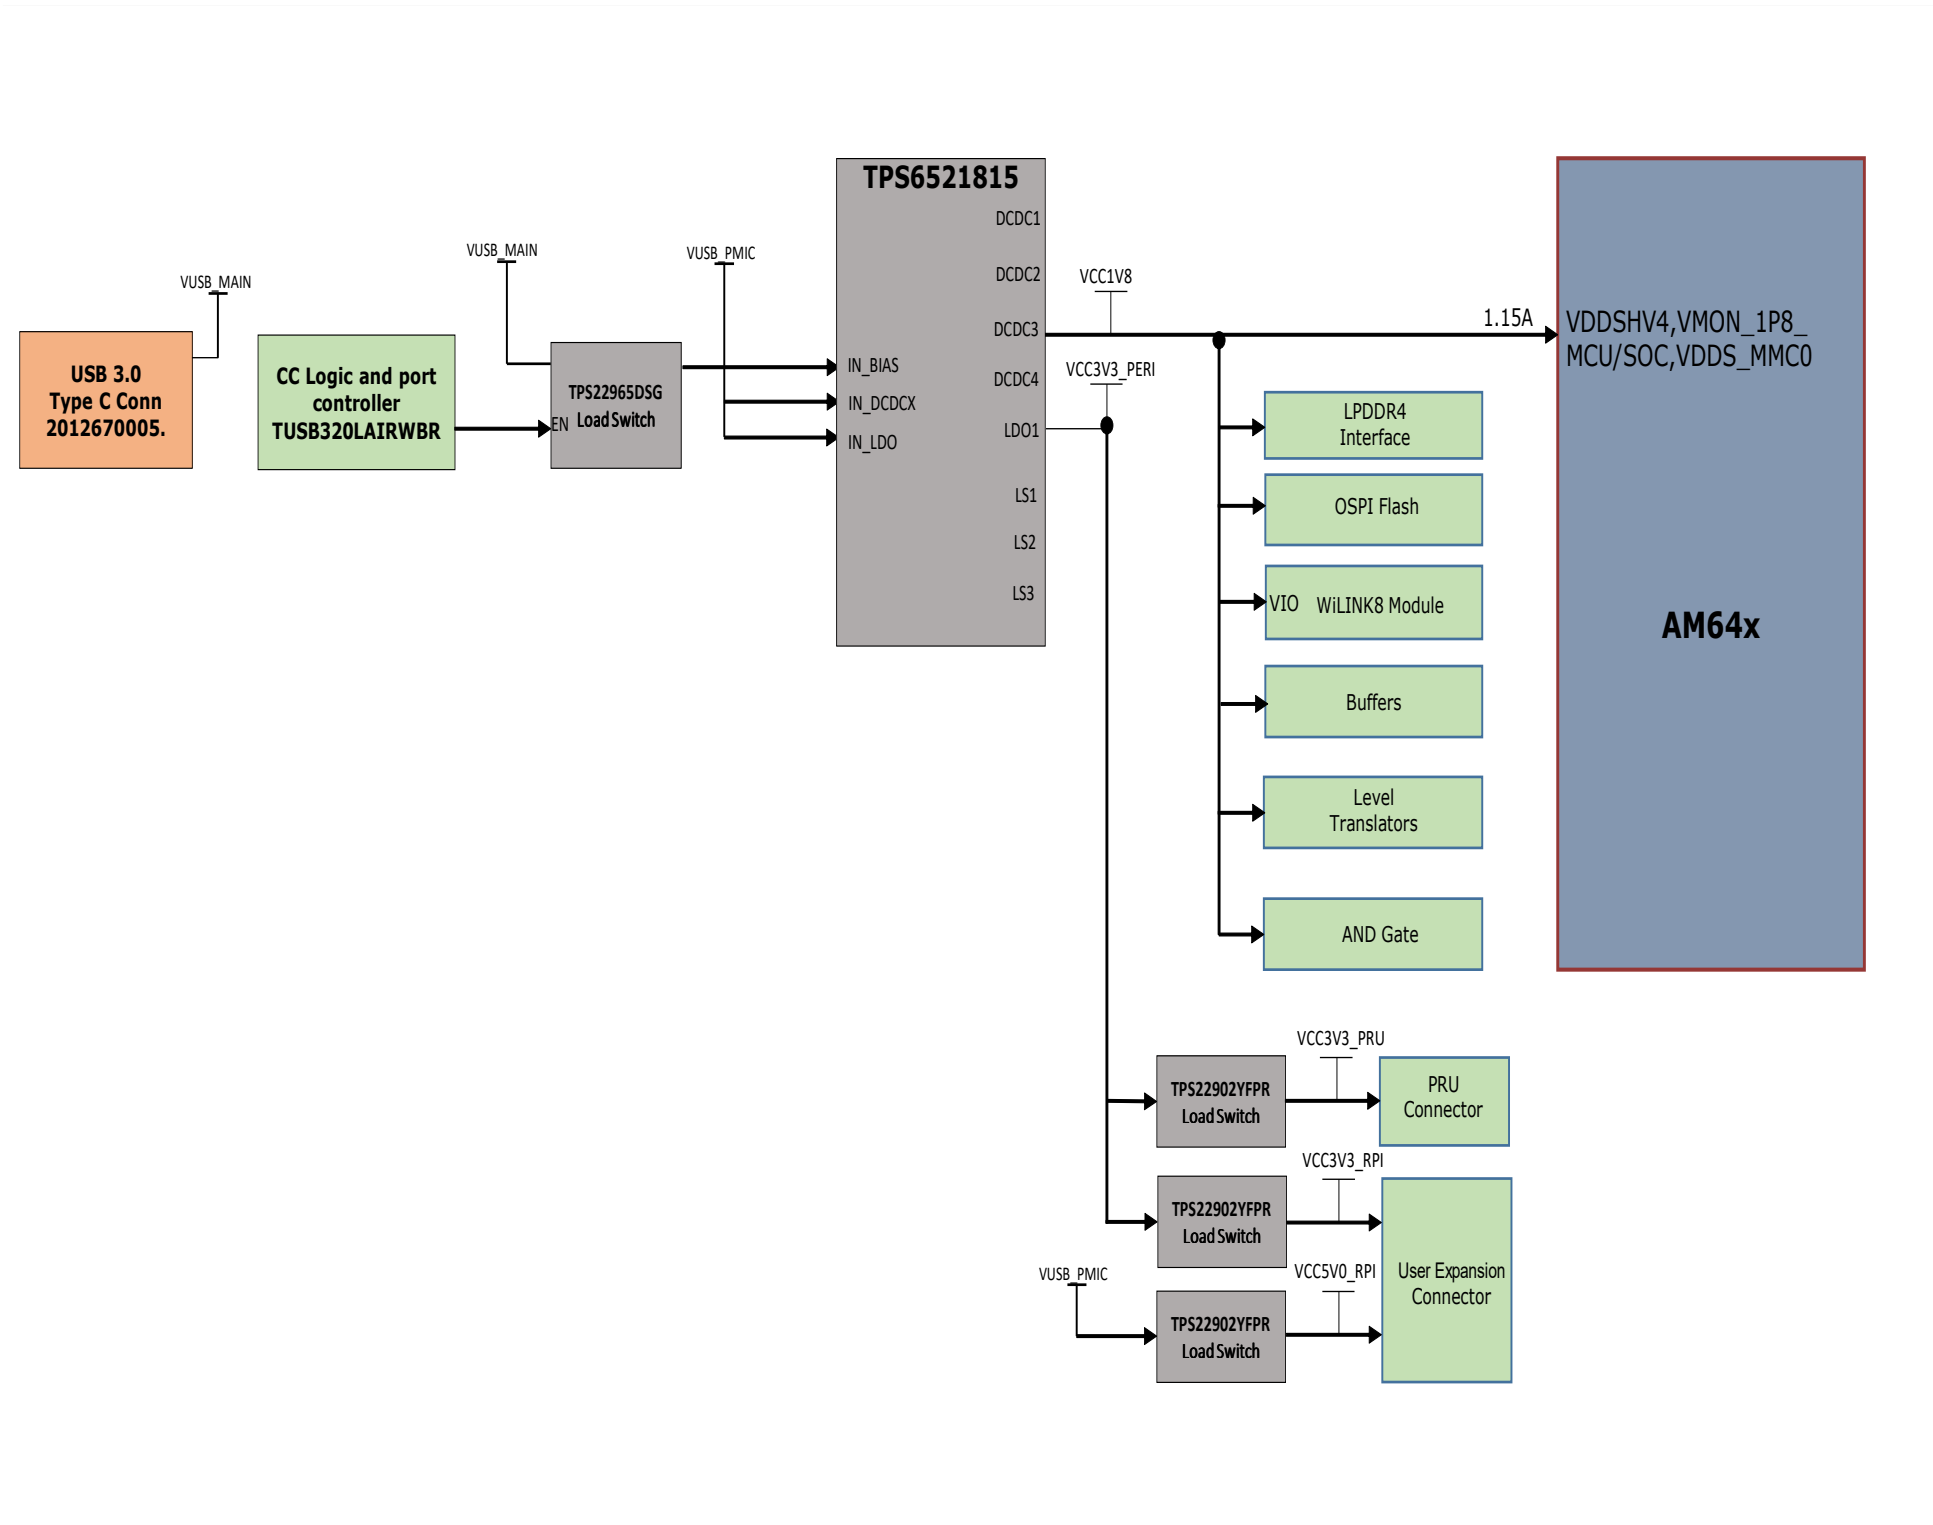 VUSB_MAIN
USB 3.0
Type C Conn
2012670005.
CC Logic and port
controller
TUSB320LAIRWBR
VUSB_MAIN
TPS22965DSG
Load Switch
EN
VUSB_PMIC
TPS6521815
IN_BIAS
IN_DCDCX
IN_LDO
DCDC1
DCDC2
DCDC3
DCDC4
LDO1
LS1
LS2
LS3
VCC1V8
VCC3V3_PERI
1.15A
VDDSHV4,VMON_1P8_
MCU/SOC,VDDS_MMC0
AM64x
LPDDR4
Interface
OSPI Flash
VIO WiLINK8 Module
Buffers
Level
Translators
AND Gate
TPS22902YFPR
Load Switch
VCC3V3_PRU
PRU
Connector
TPS22902YFPR
Load Switch
VCC3V3_RPI
VUSB_PMIC
TPS22902YFPR
Load Switch
VCC5V0_RPI
User Expansion
Connector